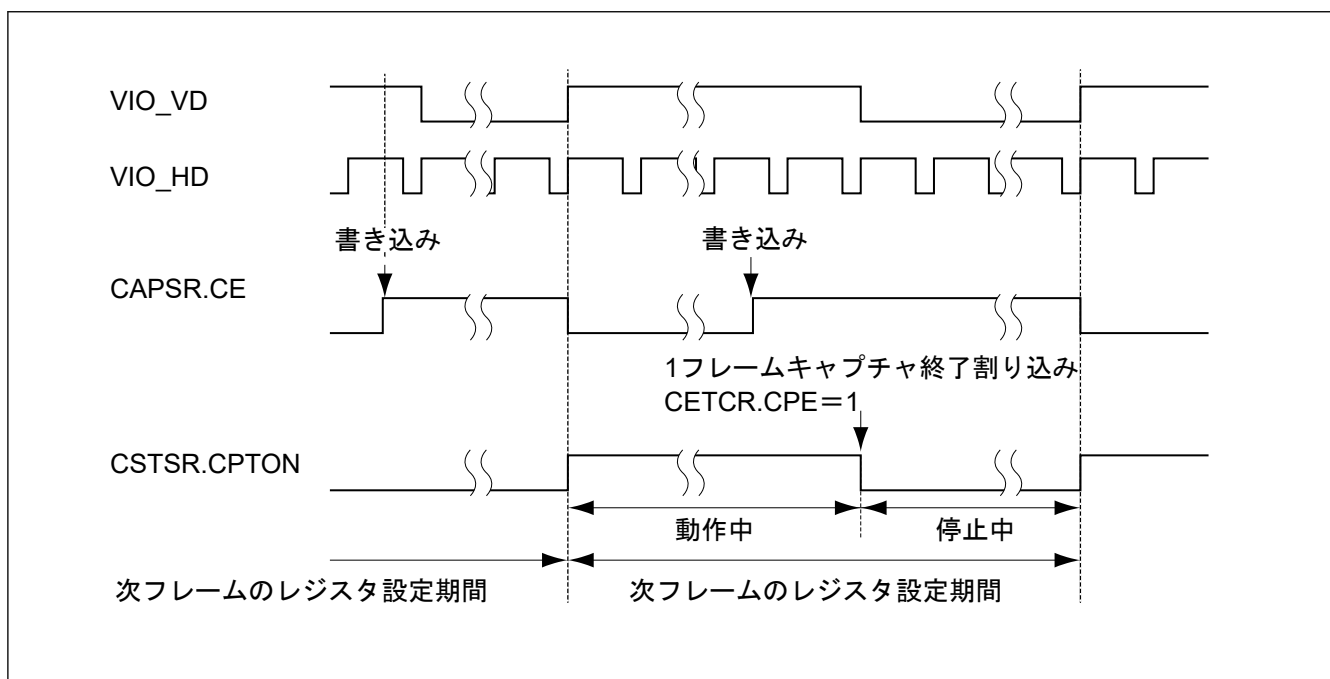 VIO_VD
VIO_HD
書き込み 書き込み
CAPSR.CE
1フレームキャプチャ終了割り込み
CETCR.CPE＝1
CSTSR.CPTON
動作中 停止中
次フレームのレジスタ設定期間 次フレームのレジスタ設定期間